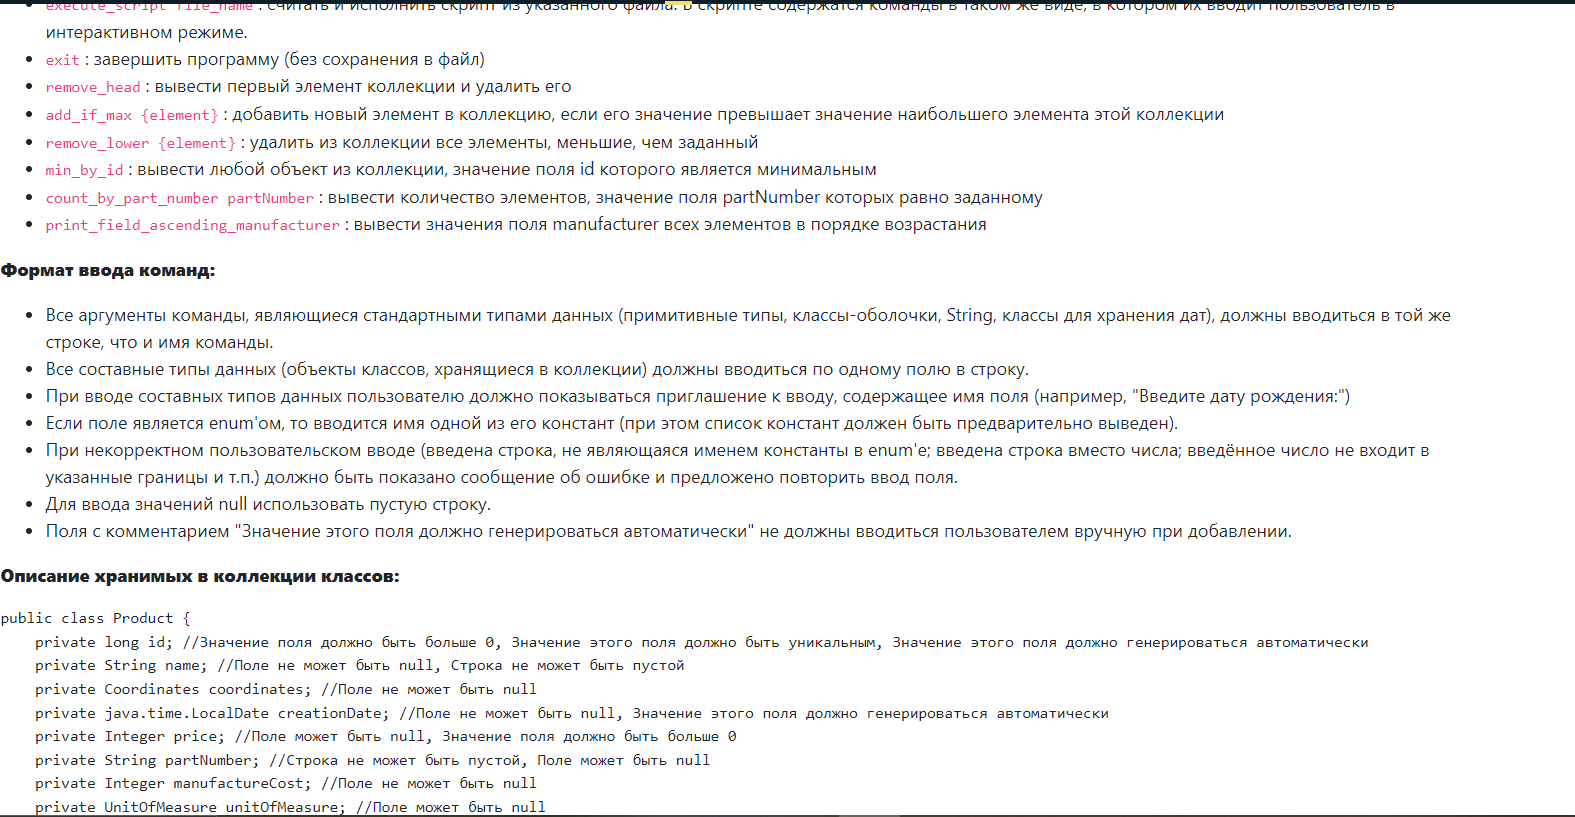 execute_script file_name : считать и исполнить скрипт из указанного файла. В скрипте содержатся команды в таком же виде, в котором их вводит пользователь в
интерактивном режиме.
exit : завершить программу (без сохранения в файл)
remove_head : вывести первый элемент коллекции и удалить его
add_if_max {element} : добавить новый элемент в коллекцию, если его значение превышает значение наибольшего элемента этой коллекции
remove_lower {element} : удалить из коллекции все элементы, меньшие, чем заданный
min_by_id : вывести любой объект из коллекции, значение поля id которого является минимальным
count_by_part_number partNumber : вывести количество элементов, значение поля partNumber которых равно заданному
print_field_ascending_manufacturer : вывести значения поля manufacturer всех элементов в порядке возрастания
Формат ввода команд:
Все аргументы команды, являющиеся стандартными типами данных (примитивные типы, классы-оболочки, String, классы для хранения дат), должны вводиться в той же
строке, что и имя команды.
Все составные типы данных (объекты классов, хранящиеся в коллекции) должны вводиться по одному полю в строку.
При вводе составных типов данных пользователю должно показываться приглашение к вводу, содержащее имя поля (например, "Введите дату рождения:")
Если поле является enum'ом, то вводится имя одной из его констант (при этом список констант должен быть предварительно выведен).
При некорректном пользовательском вводе (введена строка, не являющаяся именем константы в enum'е; введена строка вместо числа; введённое число не входит в
указанные границы и т.п.) должно быть показано сообщение об ошибке и предложено повторить ввод поля.
Для ввода значений null использовать пустую строку.
Поля с комментарием "Значение этого поля должно генерироваться автоматически" не должны вводиться пользователем вручную при добавлении.
Описание хранимых в коллекции классов:
public class Product {
private long id; //Значение поля должно быть больше 0, Значение этого поля должно быть уникальным, Значение этого поля должно генерироваться автоматически
private String name; //Поле не может быть null, Строка не может быть пустой
private Coordinates coordinates; //Поле не может быть null
private java.time.LocalDate creationDate; //Поле не может быть null, Значение этого поля должно генерироваться автоматически
private Integer price; //Поле может быть null, Значение поля должно быть больше 0
private String partNumber; //Строка не может быть пустой, Поле может быть null
private Integer manufactureCost; //Поле не может быть null
private UnitOfMeasure unitOfMeasure; //Поле может быть null